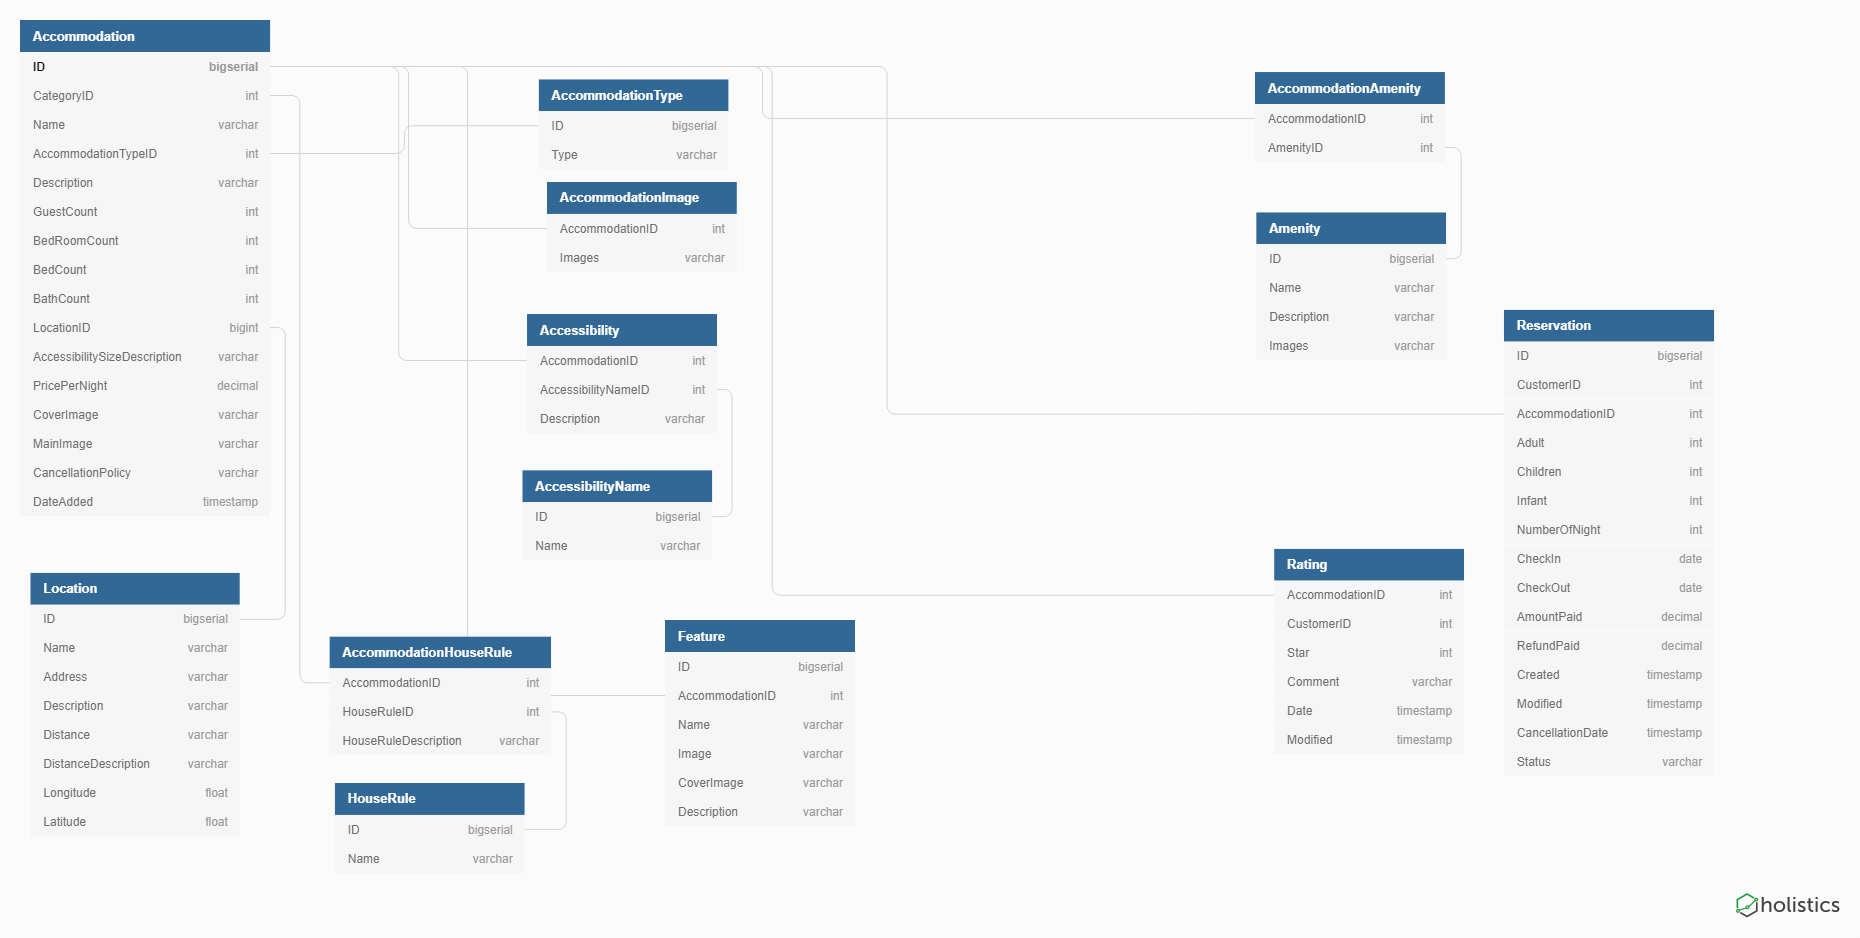 Accommodation
ID bigserial
CategoryID int
Name varchar
AccommodationTypeID int
Description varchar
GuestCount int
BedRoomCount int
BedCount int
BathCount int
LocationID bigint
AccessibilitySizeDescription varchar
PricePerNight decimal
CoverImage varchar
MainImage varchar
CancellationPolicy varchar
DateAdded timestamp
Location
ID bigserial
Name varchar
Address varchar
Description varchar
Distance varchar
DistanceDescription varchar
Longitude float
Latitude float
AccommodationType
ID bigserial
Type varchar
AccommodationImage
AccommodationID int
Images varchar
Accessibility
AccommodationID int
AccessibilityNameID int
Description varchar
AccessibilityName
ID bigserial
Name varchar
AccommodationHouseRule
AccommodationID int
HouseRuleID int
HouseRuleDescription varchar
HouseRule
ID bigserial
Name varchar
Feature
ID bigserial
AccommodationID int
Name varchar
Image varchar
CoverImage varchar
Description varchar
AccommodationAmenity
AccommodationID int
AmenityID int
Amenity
ID bigserial
Name varchar
Description varchar
Images varchar
Rating
AccommodationID int
CustomerID int
Star int
Comment varchar
Date timestamp
Modified timestamp
Reservation
ID bigserial
CustomerID int
AccommodationID int
Adult int
Children int
Infant int
NumberOfNight int
CheckIn date
CheckOut date
AmountPaid decimal
RefundPaid decimal
Created timestamp
Modified timestamp
CancellationDate timestamp
Status varchar
holistics